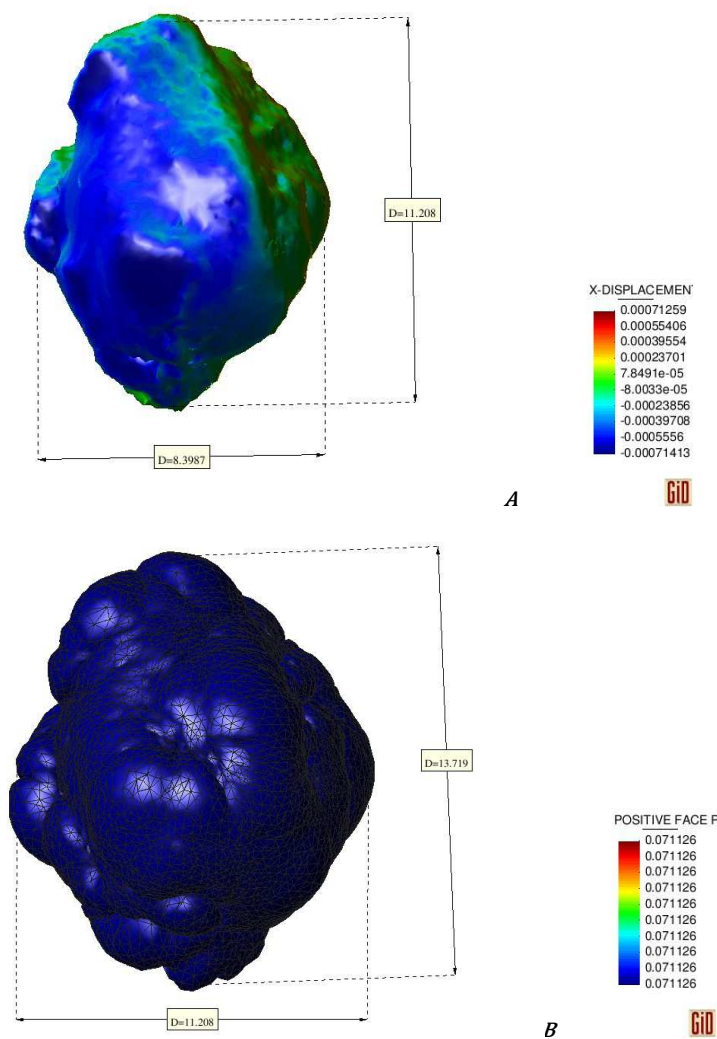 D=11.208
X-DISPLACEMEN
0.00071259
0.00055406
0.00039554
0.00023701
7.8491e-05
-8.0033e-05
-0.00023856
-0.00039708
-0.0005556
-0.00071413
D=8.3987
A
GiD
D=13.719
POSITIVE FACE P
0.071126
0.071126
0.071126
0.071126
0.071126
0.071126
0.071126
0.071126
0.071126
0.071126
D=11.208
B
GiD